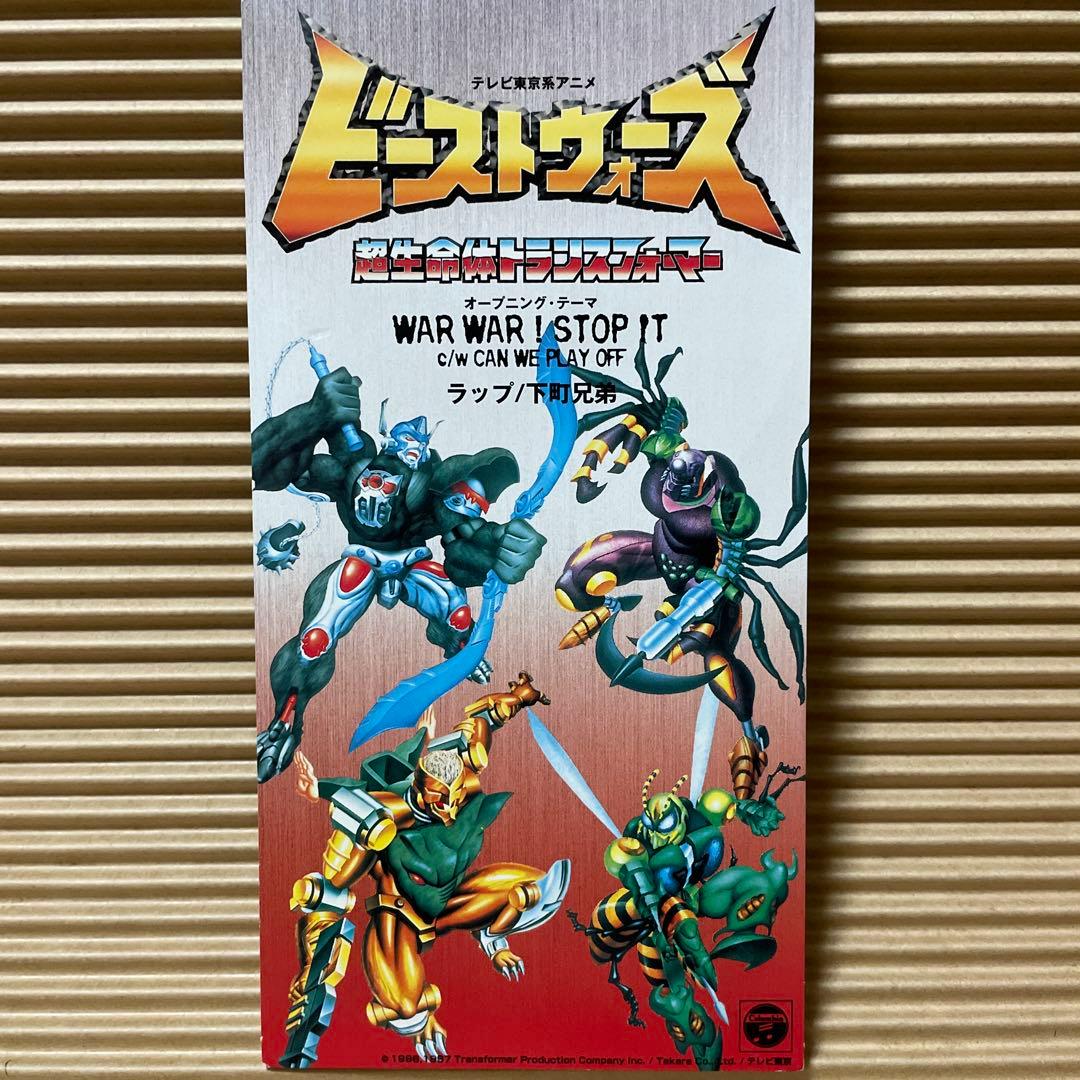 テレビ東京系アニメ
ビーストウォーズ
超生命体トランスフォーマー
オープニング・テーマ
WAR WAR ! STOP IT
c/w CAN WE PLAY OFF
ラップ/下町兄弟
Columbia
© 1996,1997 Transformer Production Company Inc. / Takara Co., Ltd. / テレビ東京